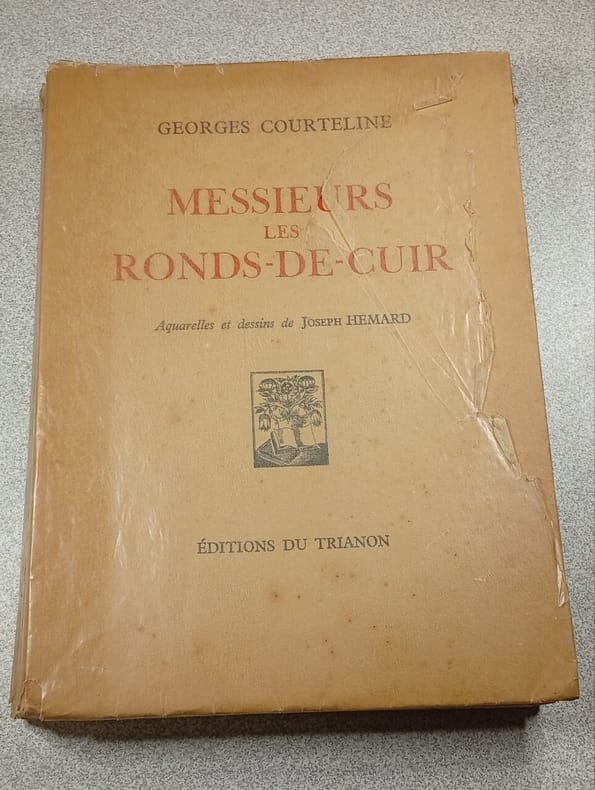 GEORGES COURTELINE
MESSIEURS
LES
RONDS-DE-CUIR
Aquarelles et dessins de JOSEPH HEMARD
ÉDITIONS DU TRIANON